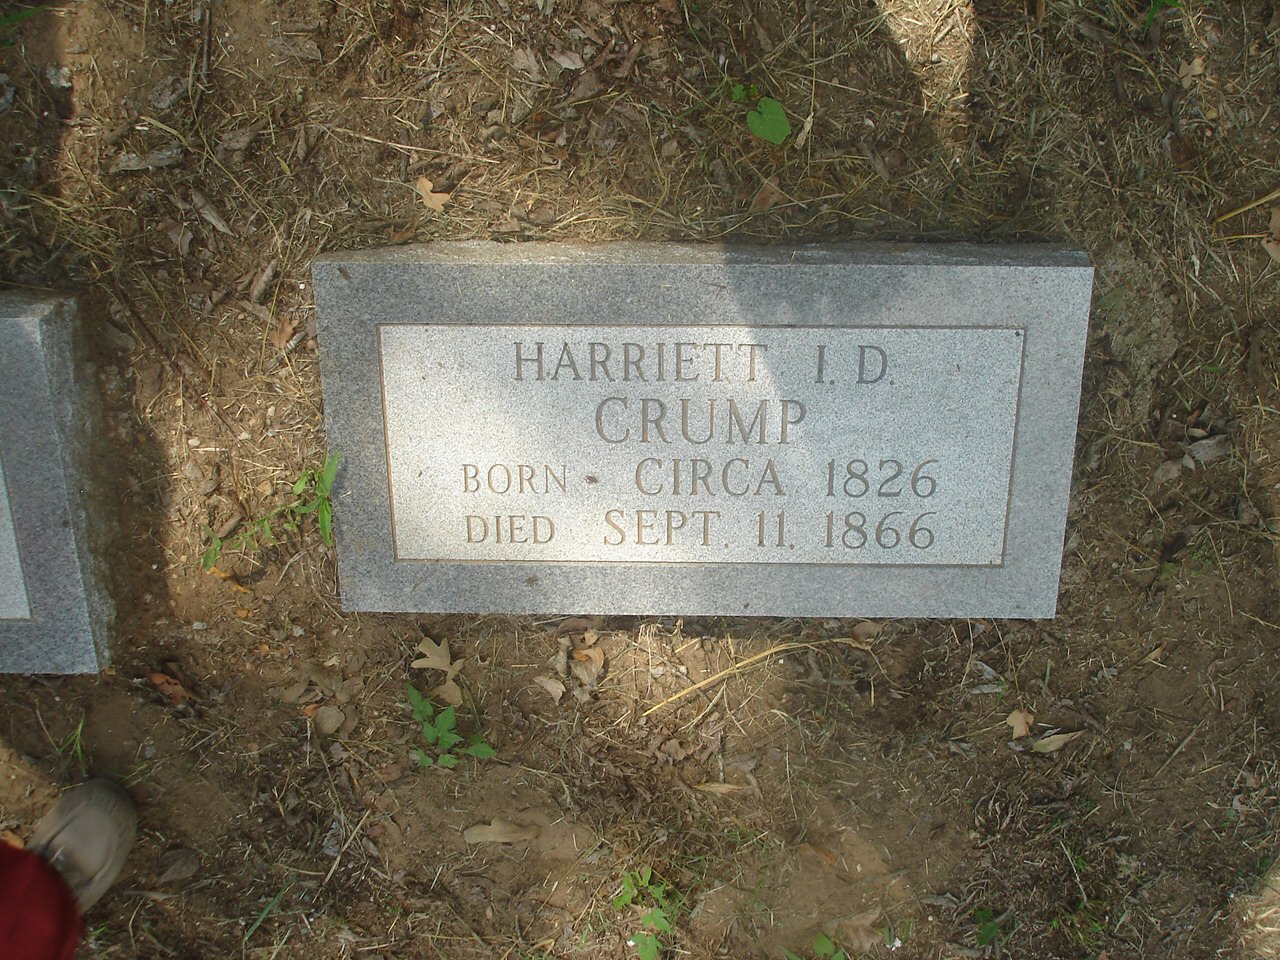 HARRIETT I. D.
CRUMP
BORN CIRCA 1826
DIED SEPT. 11. 1866